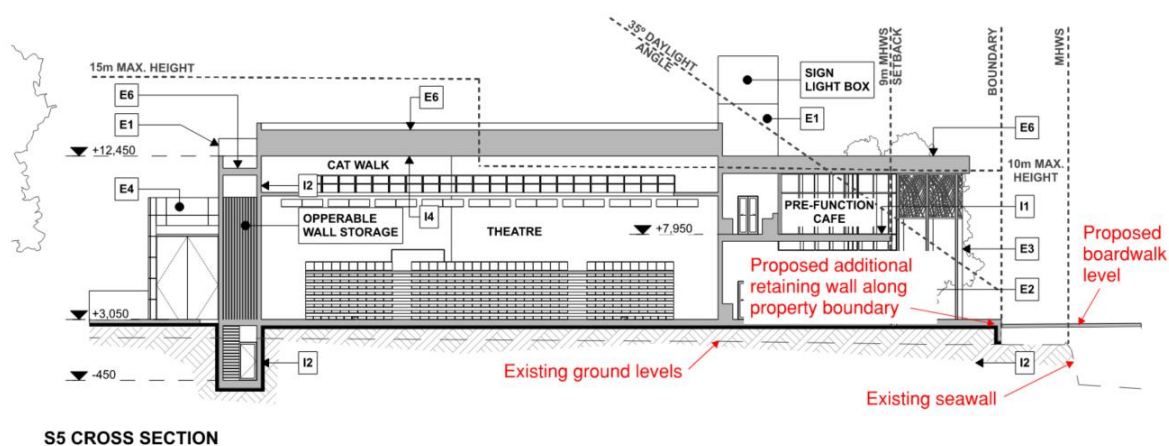 15m MAX. HEIGHT
E6
E1
+12,450
E4
E6
CAT WALK
I2
OPPERABLE
WALL STORAGE
I4
THEATRE
+7,950
35° DAYLIGHT
ANGLE
SIGN
LIGHT BOX
E1
9m MHWS
SETBACK
BOUNDARY
MHWS
E6
10m MAX.
HEIGHT
PRE-FUNCTION
CAFE
I1
E3
E2
Proposed
boardwalk
level
Proposed additional
retaining wall along
property boundary
+3,050
-450
I2
Existing ground levels
I2
Existing seawall
S5 CROSS SECTION